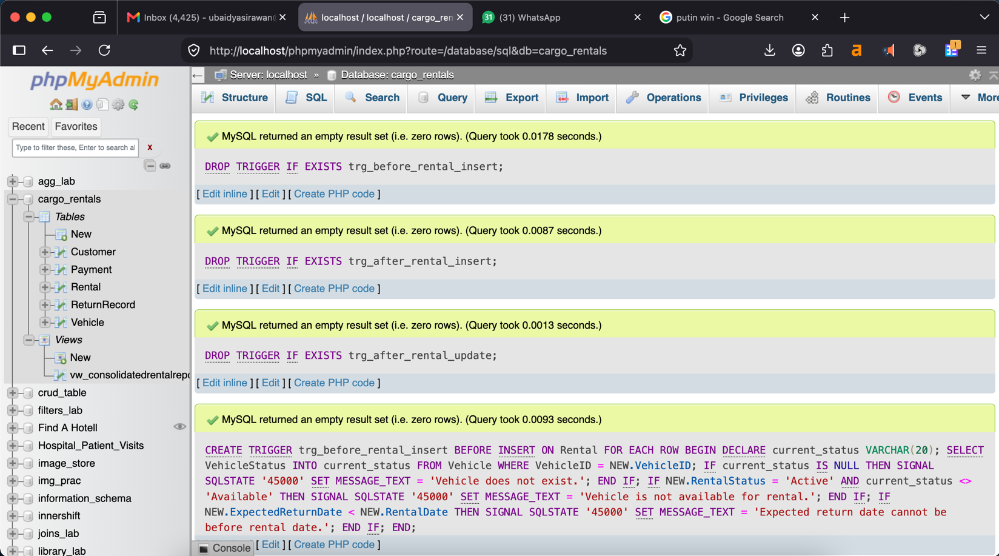 Inbox (4,425) - ubaidyasirawan@
localhost / localhost / cargo_ren
31
(31) WhatsApp
putin win - Google Search
http://localhost/phpmyadmin/index.php?route=/database/sql&db=cargo_rentals
phpMyAdmin
Recent
Favorites
Type to filter these, Enter to search al
X
agg_lab
cargo_rentals
Tables
New
Customer
Payment
Rental
ReturnRecord
Vehicle
Views
New
vw_consolidatedrentalrepo
crud_table
filters_lab
Find A Hotell
Hospital_Patient_Visits
image_store
img_prac
information_schema
innershift
joins_lab
library_lab
Server: localhost » Database: cargo_rentals
Structure SQL Search Query Export Import Operations Privileges Routines Events More
MySQL returned an empty result set (i.e. zero rows). (Query took 0.0178 seconds.)
DROP TRIGGER IF EXISTS trg_before_rental_insert;
[ Edit inline ] [ Edit ] [ Create PHP code ]
MySQL returned an empty result set (i.e. zero rows). (Query took 0.0087 seconds.)
DROP TRIGGER IF EXISTS trg_after_rental_insert;
[ Edit inline ] [ Edit ] [ Create PHP code ]
MySQL returned an empty result set (i.e. zero rows). (Query took 0.0013 seconds.)
DROP TRIGGER IF EXISTS trg_after_rental_update;
[ Edit inline ] [ Edit ] [ Create PHP code ]
MySQL returned an empty result set (i.e. zero rows). (Query took 0.0093 seconds.)
CREATE TRIGGER trg_before_rental_insert BEFORE INSERT ON Rental FOR EACH ROW BEGIN DECLARE current_status VARCHAR(20); SELECT
VehicleStatus INTO current_status FROM Vehicle WHERE VehicleID = NEW.VehicleID; IF current_status IS NULL THEN SIGNAL
SQLSTATE '45000' SET MESSAGE_TEXT = 'Vehicle does not exist.'; END IF; IF NEW.RentalStatus = 'Active' AND current_status <>
'Available' THEN SIGNAL SQLSTATE '45000' SET MESSAGE_TEXT = 'Vehicle is not available for rental.'; END IF; IF
NEW.ExpectedReturnDate < NEW.RentalDate THEN SIGNAL SQLSTATE '45000' SET MESSAGE_TEXT = 'Expected return date cannot be
before rental date.'; END IF; END;
Console [ Edit ] [ Create PHP code ]